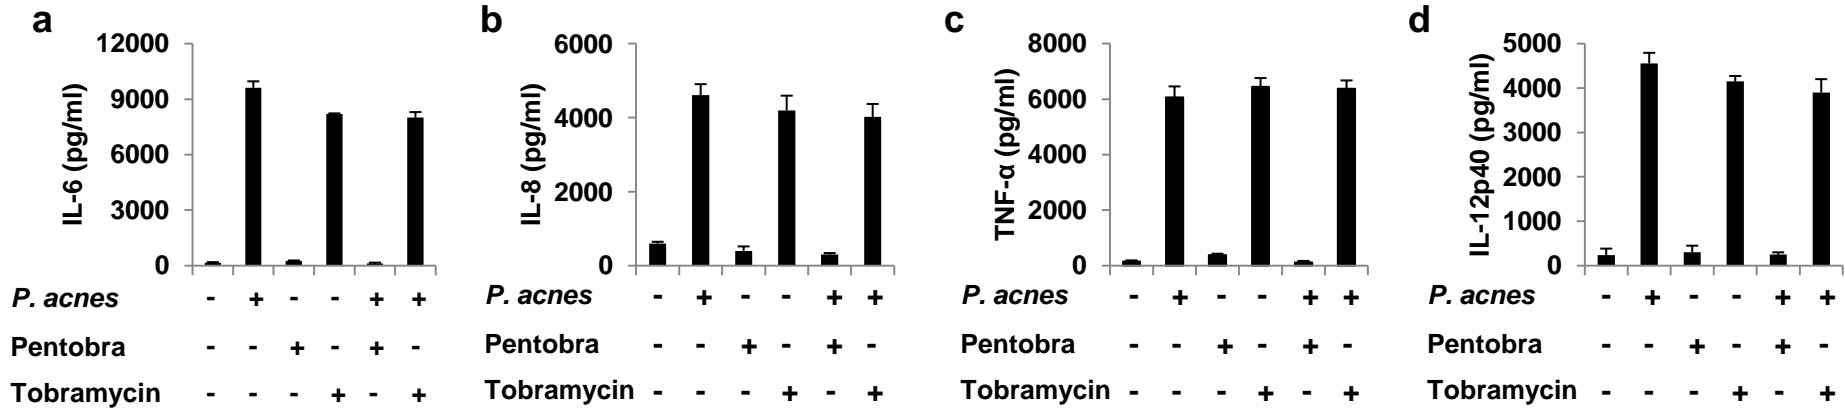 a
b
c
d
IL-6 (pg/ml)
12000
9000
6000
3000
0
IL-8 (pg/ml)
6000
4000
2000
0
TNF-α (pg/ml)
8000
6000
4000
2000
0
IL-12p40 (pg/ml)
5000
4000
3000
2000
1000
0
P. acnes - + - - + +
Pentobra - - + - + -
Tobramycin - - - + - +
P. acnes - + - - + +
Pentobra - - + - + -
Tobramycin - - - + - +
P. acnes - + - - + +
Pentobra - - + - + -
Tobramycin - - - + - +
P. acnes - + - - + +
Pentobra - - + - + -
Tobramycin - - - + - +